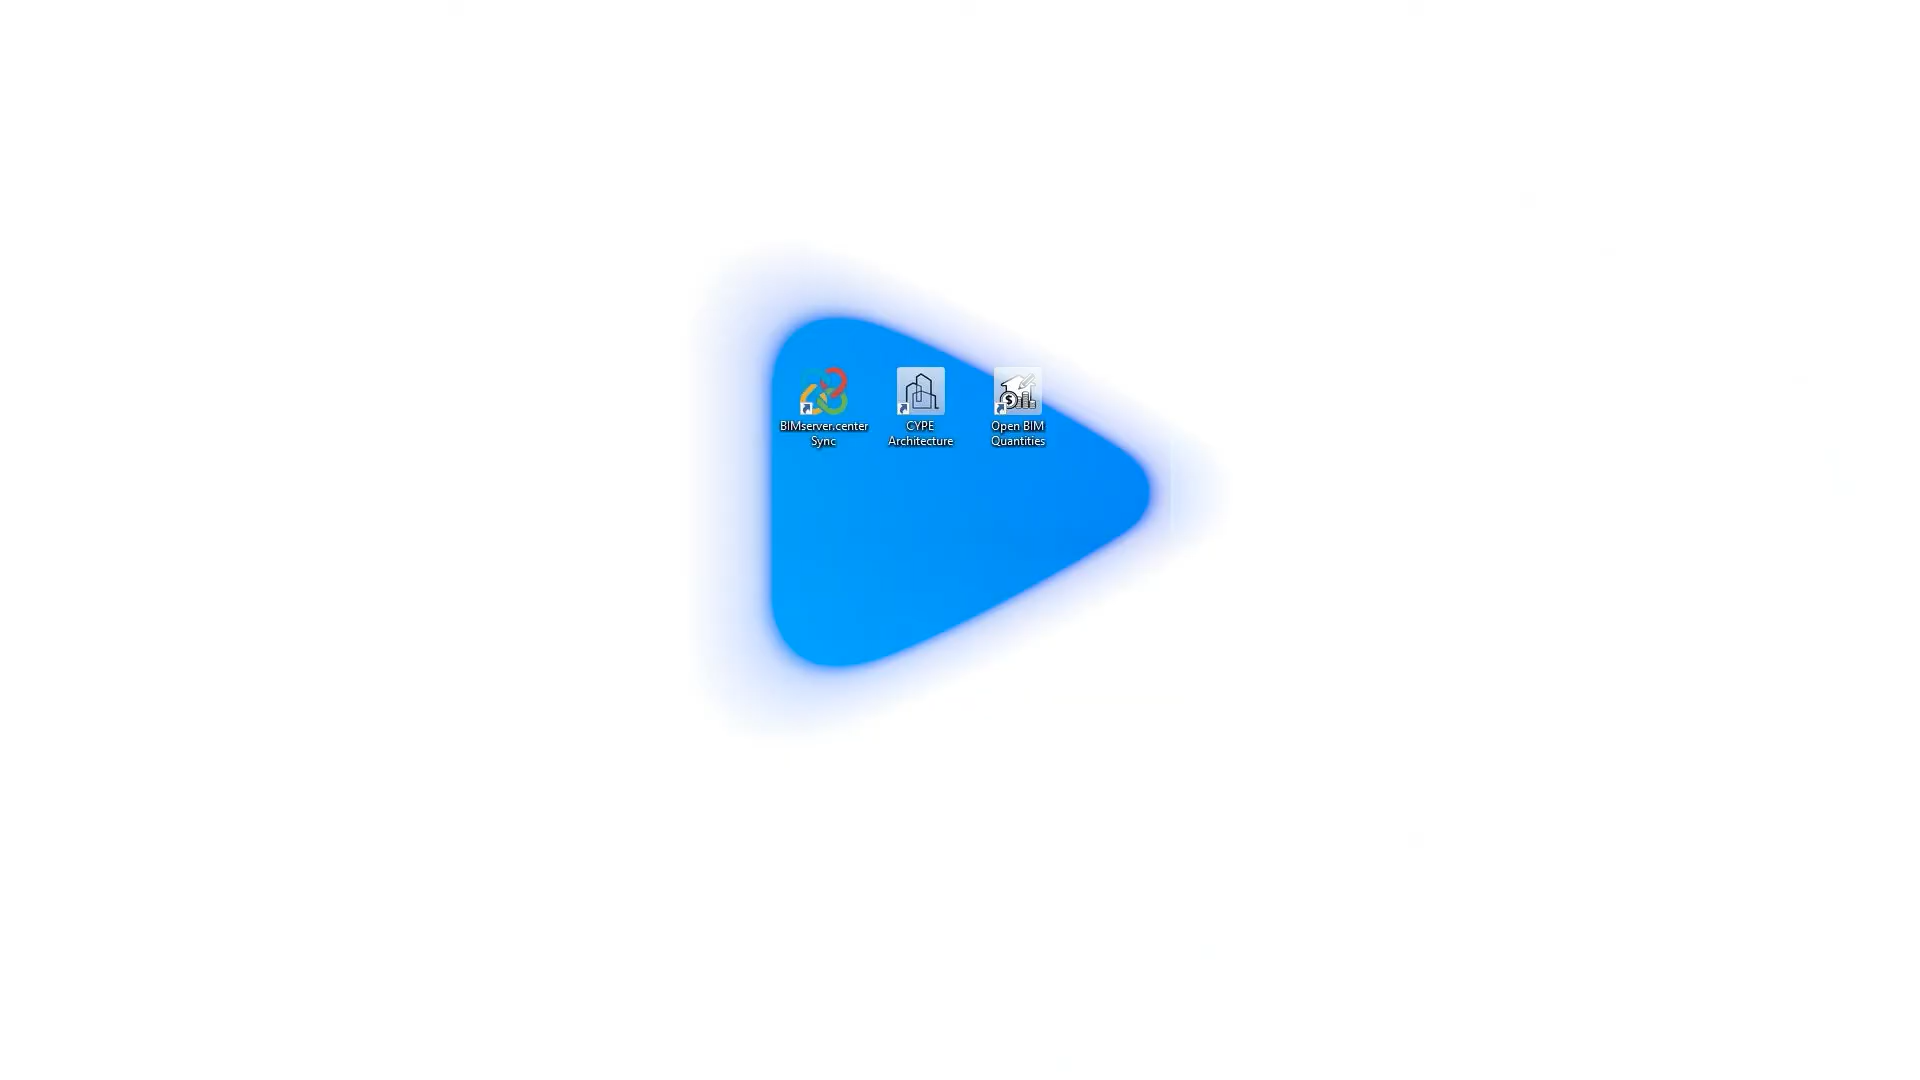 BIMserver.center
Sync
CYPE
Architecture
Open BIM
Quantities